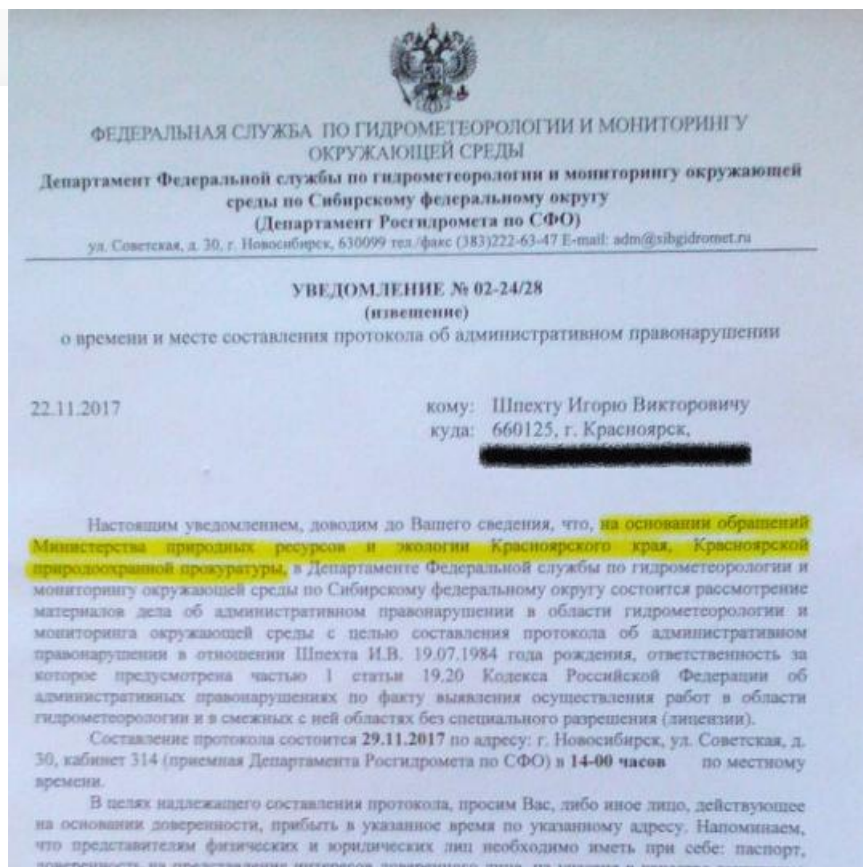 ФЕДЕРАЛЬНАЯ СЛУЖБА ПО ГИДРОМЕТЕОРОЛОГИИ И МОНИТОРИНГУ
ОКРУЖАЮЩЕЙ СРЕДЫ
Департамент Федеральной службы по гидрометеорологии и мониторингу окружающей
среды по Сибирскому федеральному округу
(Департамент Росгидромета по СФО)
ул. Советская, д. 30, г. Новосибирск, 630099 тел./факс (383)222-63-47 E-mail: adm@sibgidromet.ru
УВЕДОМЛЕНИЕ № 02-24/28
(извещение)
о времени и месте составления протокола об административном правонарушении
22.11.2017
кому: Шпехту Игорю Викторовичу
куда: 660125, г. Красноярск,
Настоящим уведомлением, доводим до Вашего сведения, что, на основании обращений
Министерства природных ресурсов и экологии Красноярского края, Красноярской
природоохранной прокуратуры, в Департаменте Федеральной службы по гидрометеорологии и
мониторингу окружающей среды по Сибирскому федеральному округу состоится рассмотрение
материалов дела об административном правонарушении в области гидрометеорологии и
мониторинга окружающей среды с целью составления протокола об административном
правонарушении в отношении Шпехта И.В. 19.07.1984 года рождения, ответственность за
которое предусмотрена частью 1 статьи 19.20 Кодекса Российской Федерации об
административных правонарушениях по факту выявления осуществления работ в области
гидрометеорологии и в смежных с ней областях без специального разрешения (лицензии).
Составление протокола состоится 29.11.2017 по адресу: г. Новосибирск, ул. Советская, д.
30, кабинет 314 (приемная Департамента Росгидромета по СФО) в 14-00 часов по местному
времени.
В целях надлежащего составления протокола, просим Вас, либо иное лицо, действующее
на основании доверенности, прибыть в указанное время по указанному адресу. Напоминаем,
что представителям физических и юридических лиц необходимо иметь при себе: паспорт,
доверенность на представление интересов доверенного лица,